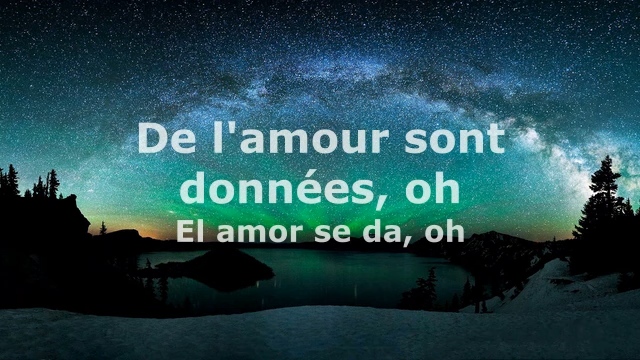 De l'amour sont
données, oh
El amor se da, oh